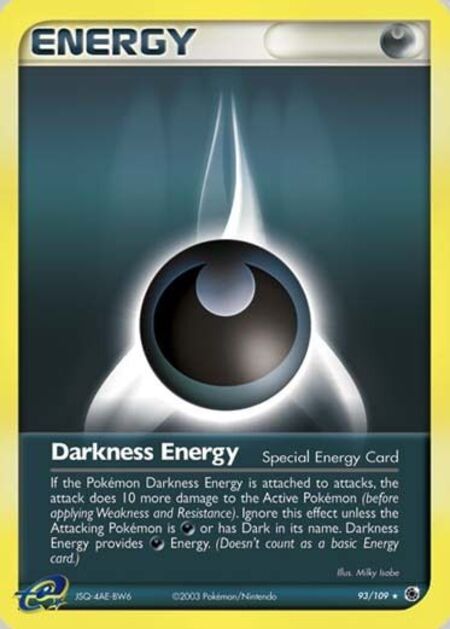 ENERGY
Darkness Energy Special Energy Card
If the Pokémon Darkness Energy is attached to attacks, the
attack does 10 more damage to the Active Pokémon (before
applying Weakness and Resistance). Ignore this effect unless the
Attacking Pokémon is or has Dark in its name. Darkness
Energy provides Energy. (Doesn't count as a basic Energy
card.)
Illus. Milky Isobe
e JSQ-4AE-BW6 ©2003 Pokémon/Nintendo 93/109 ★